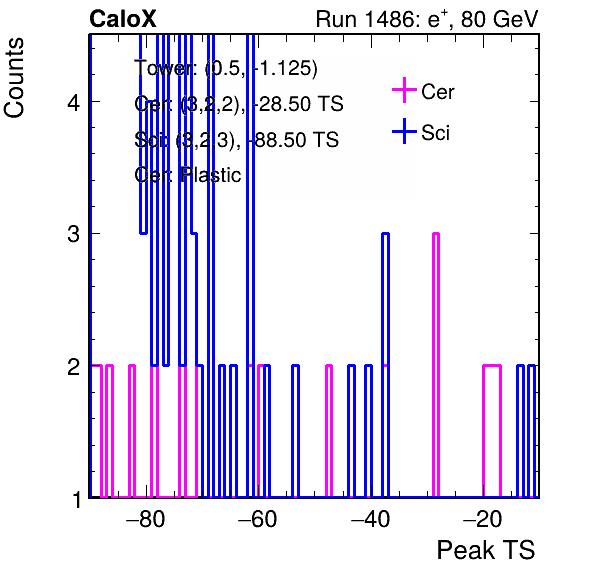 CaloX Run 1486: e+, 80 GeV
Counts
Tower: (0.5, -1.125)
Cer: (3,2,2), -28.50 TS
Sci: (3,2,3), -88.50 TS
Cer: Plastic
Cer
Sci
4
3
2
1
−80 −60 −40 −20
Peak TS